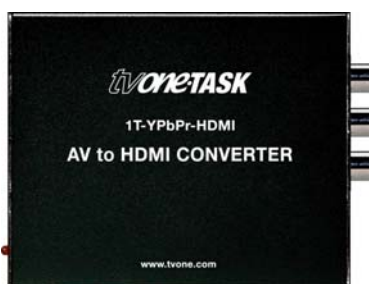 tvone-TASK
1T-YPbPr-HDMI
AV to HDMI CONVERTER
www.tvone.com